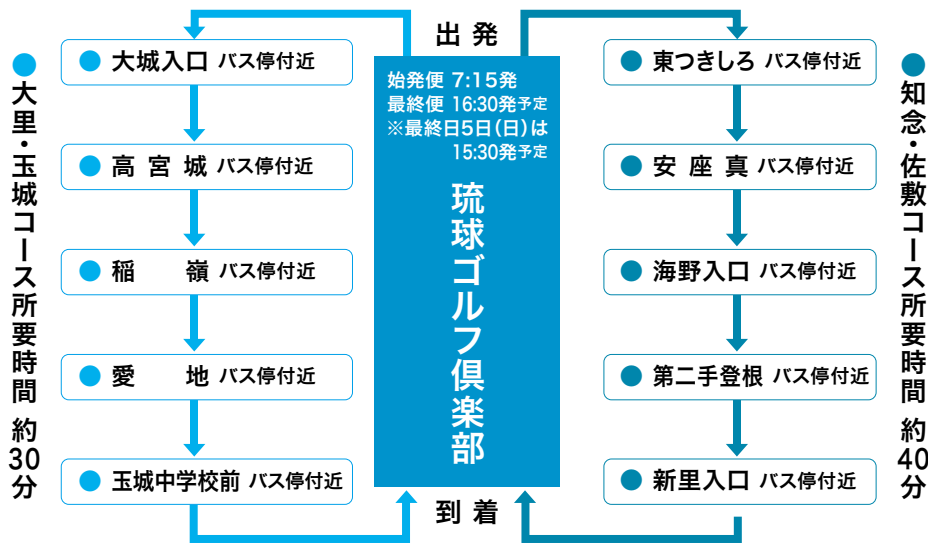 出発
始発便 7:15発
最終便 16:30発予定
※最終日5日(日)は
15:30発予定
琉球ゴルフ倶楽部
到着
●大里・玉城コース所要時間 約30分
● 大城入口 バス停付近
● 高宮城 バス停付近
● 稲嶺 バス停付近
● 愛地 バス停付近
● 玉城中学校前 バス停付近
●知念・佐敷コース所要時間 約40分
● 東つきしろ バス停付近
● 安座真 バス停付近
● 海野入口 バス停付近
● 第二手登根 バス停付近
● 新里入口 バス停付近